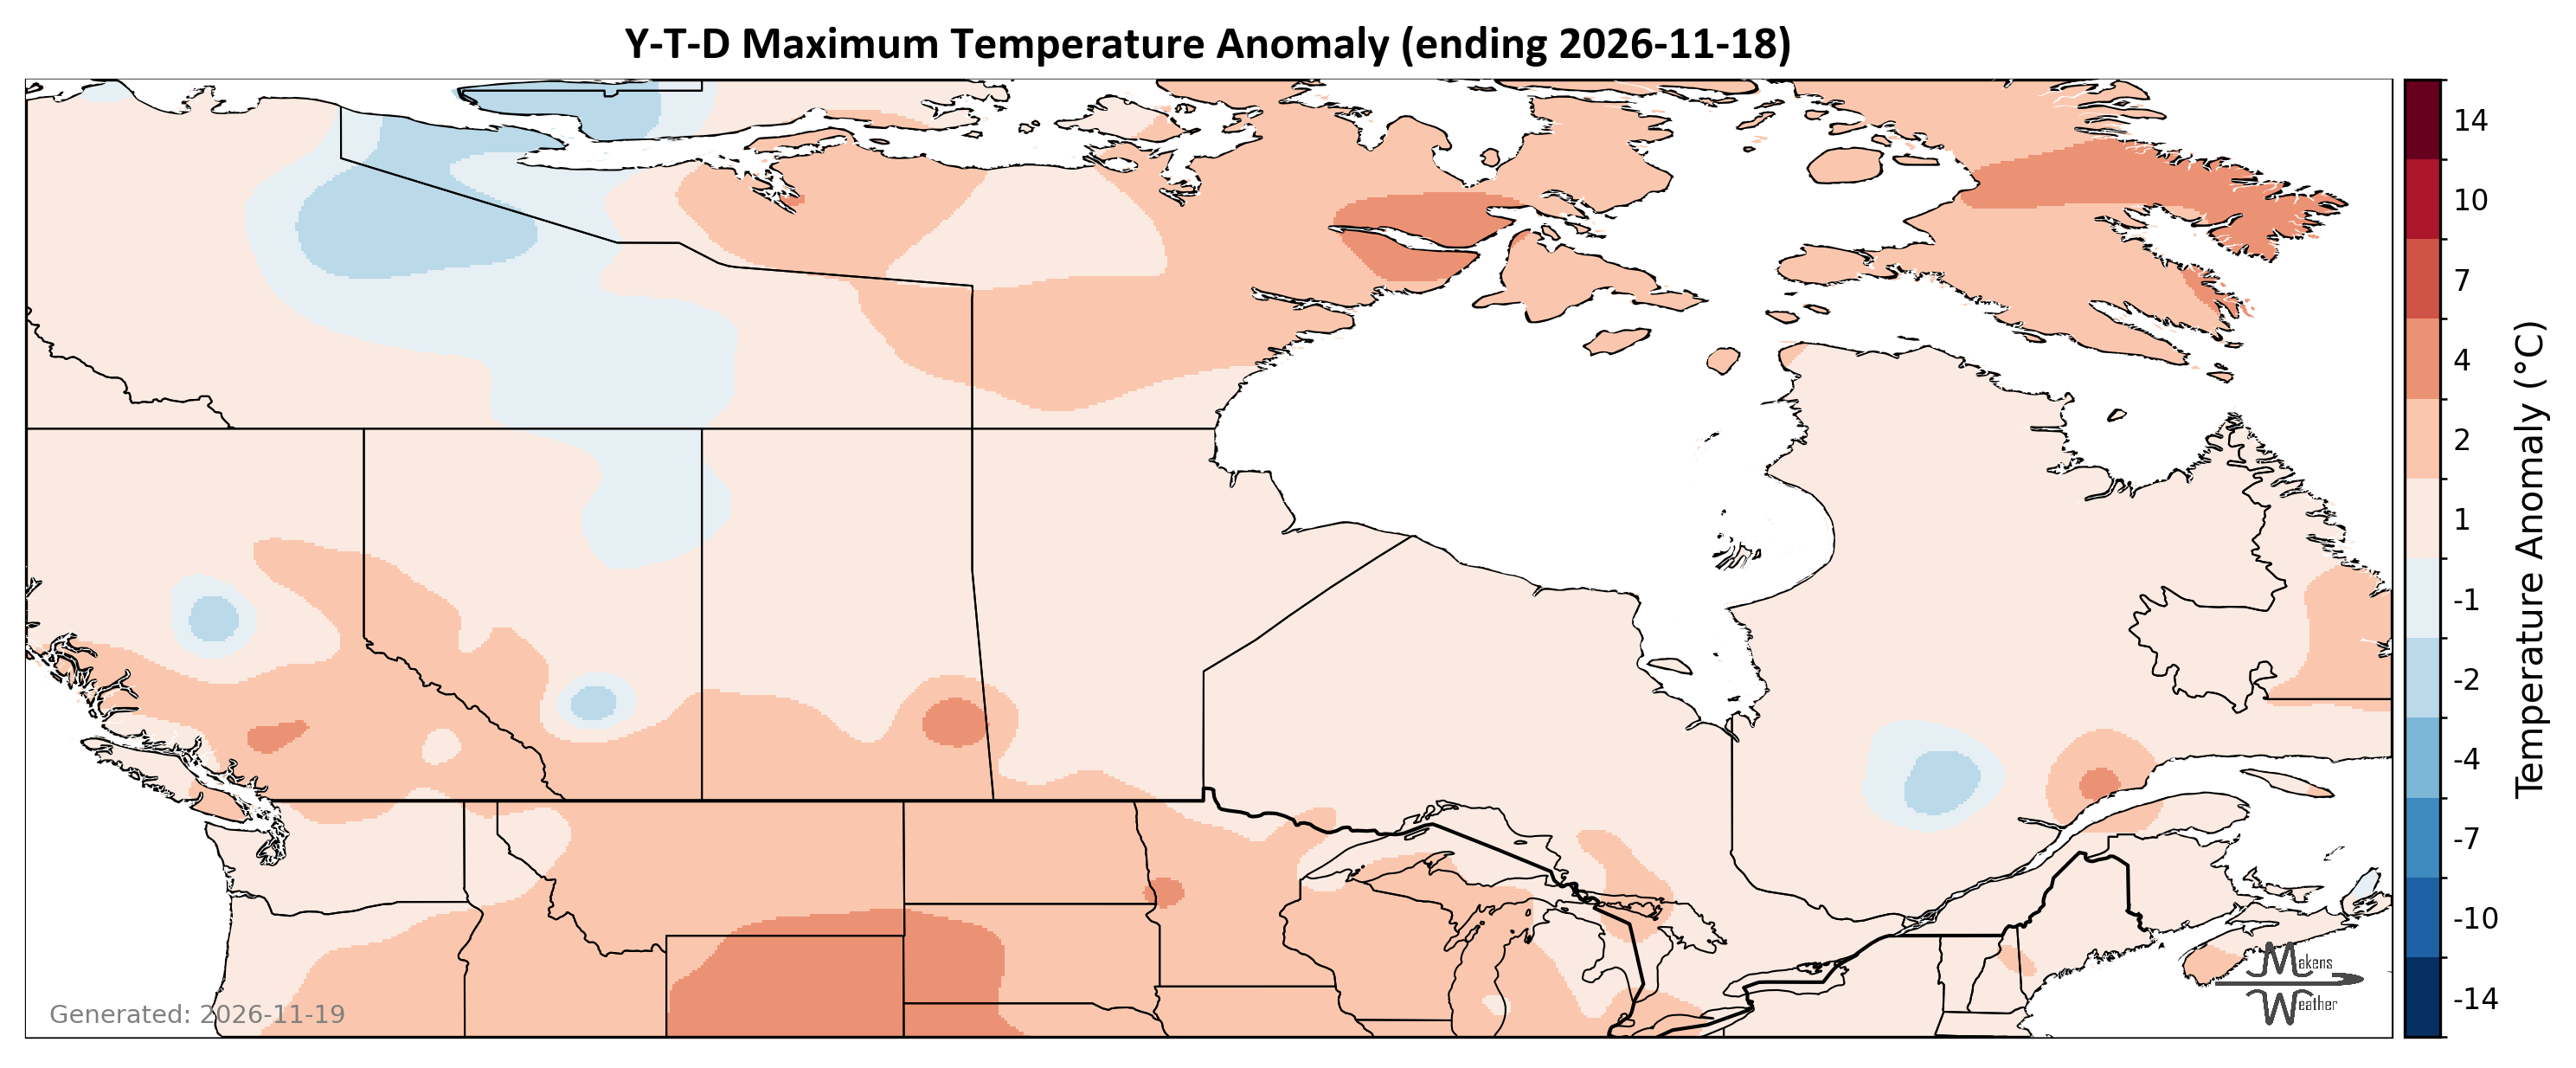 Y-T-D Maximum Temperature Anomaly (ending 2026-11-18)
14
10
7
4
2
1
-1
-2
-4
-7
-10
-14
Temperature Anomaly (°C)
Generated: 2026-11-19
Makens
Weather